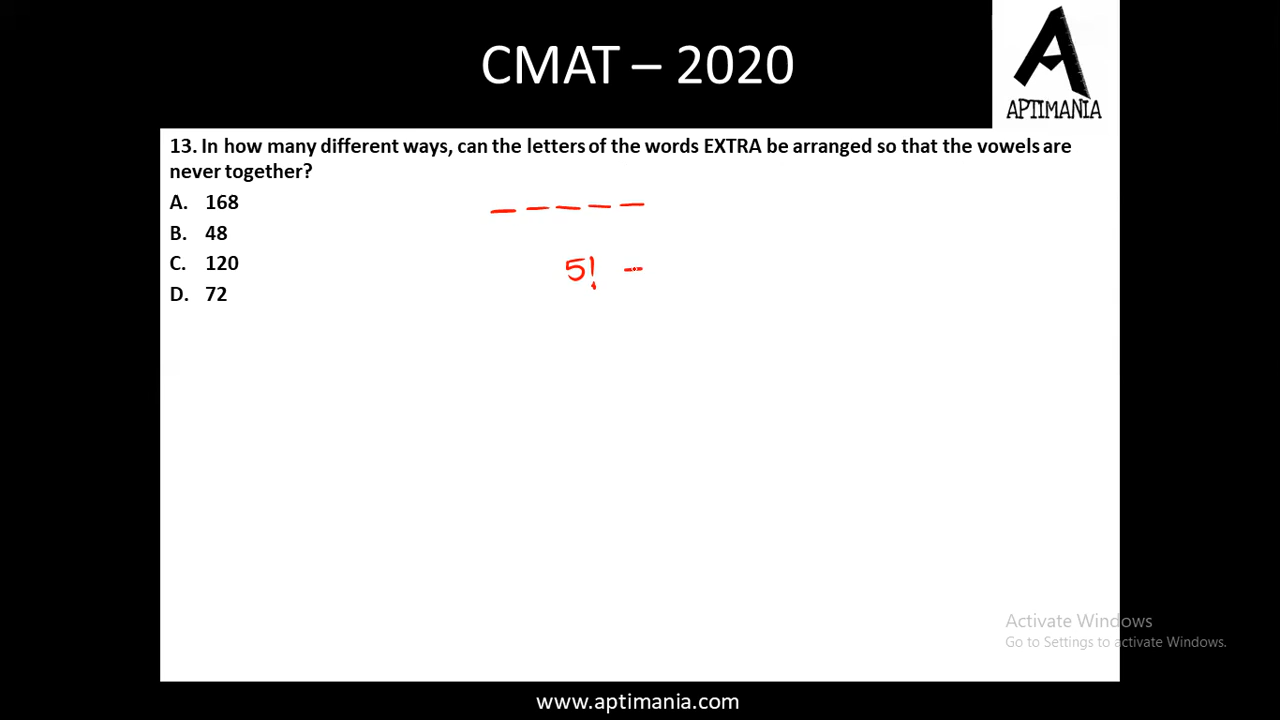 CMAT – 2020
A
APTIMANIA
13. In how many different ways, can the letters of the words EXTRA be arranged so that the vowels are
never together?
A. 168
B. 48
C. 120
D. 72
5! -
Activate Windows
Go to Settings to activate Windows.
www.aptimania.com